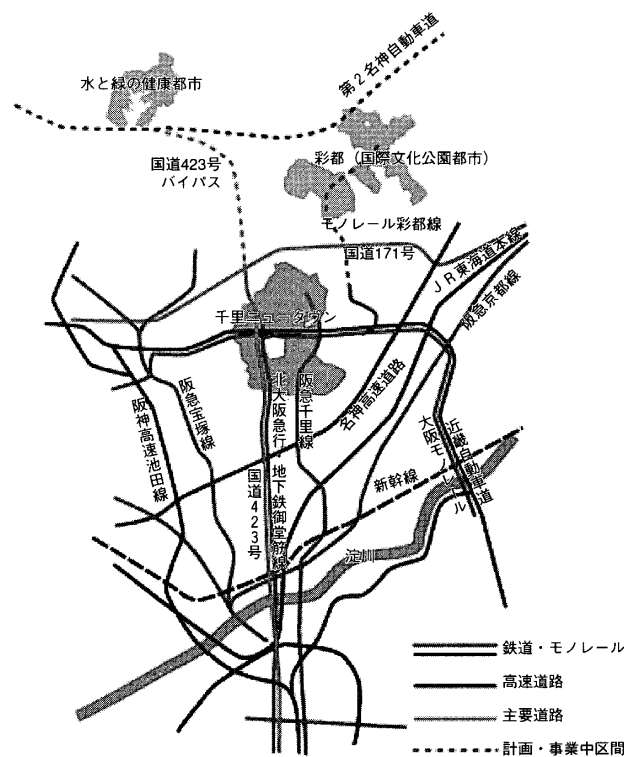 第２名神自動車道
水と緑の健康都市
彩都（国際文化公園都市）
国道423号
バイパス
モノレール彩都線
国道171号
ＪＲ東海道本線
阪急京都線
千里ニュータウン
阪神高速池田線
阪急宝塚線
北大阪急行・地下鉄御堂筋線
阪急千里線
名神高速道路
近畿自動車道
大阪モノレール
国道４２３号
新幹線
淀川
鉄道・モノレール
高速道路
主要道路
計画・事業中区間